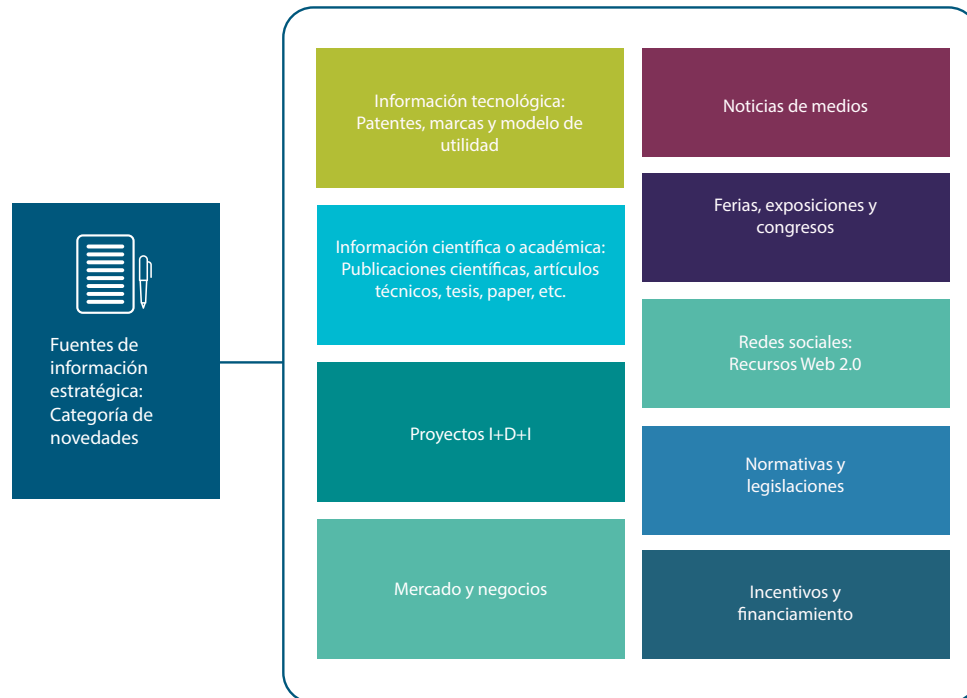 Fuentes de
información
estratégica:
Categoría de
novedades
Información tecnológica:
Patentes, marcas y modelo de
utilidad
Información científica o académica:
Publicaciones científicas, artículos
técnicos, tesis, paper, etc.
Proyectos I+D+I
Mercado y negocios
Noticias de medios
Ferias, exposiciones y
congresos
Redes sociales:
Recursos Web 2.0
Normativas y
legislaciones
Incentivos y
financiamiento